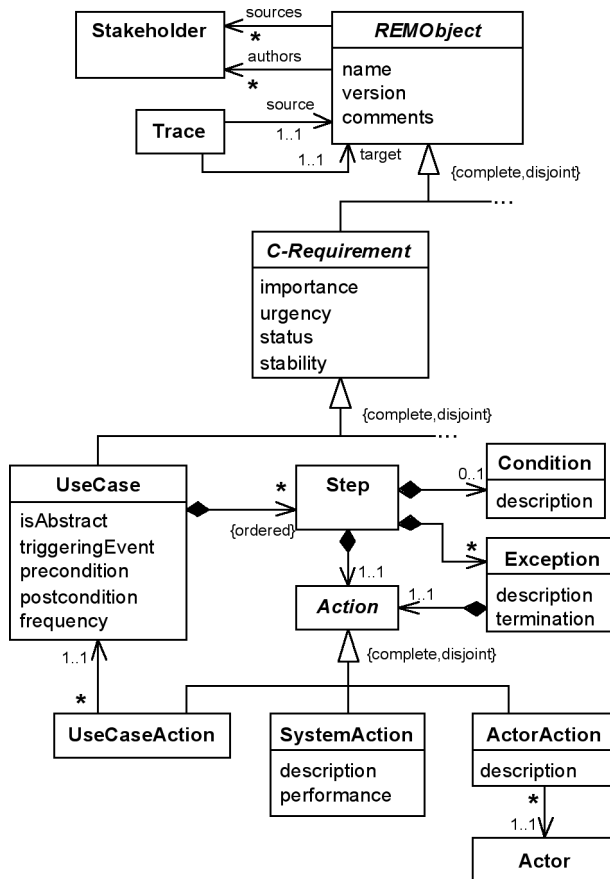 sources
Stakeholder
REMObject
*
authors
*
name
version
comments
source
Trace
1..1
1..1
target
{complete,disjoint}
...
C-Requirement
importance
urgency
status
stability
{complete,disjoint}
...
UseCase
isAbstract
triggeringEvent
precondition
postcondition
frequency
*
{ordered}
Step
0..1
Condition
description
*
Exception
description
termination
1..1
1..1
Action
{complete,disjoint}
1..1
*
UseCaseAction
SystemAction
description
performance
ActorAction
description
*
1..1
Actor